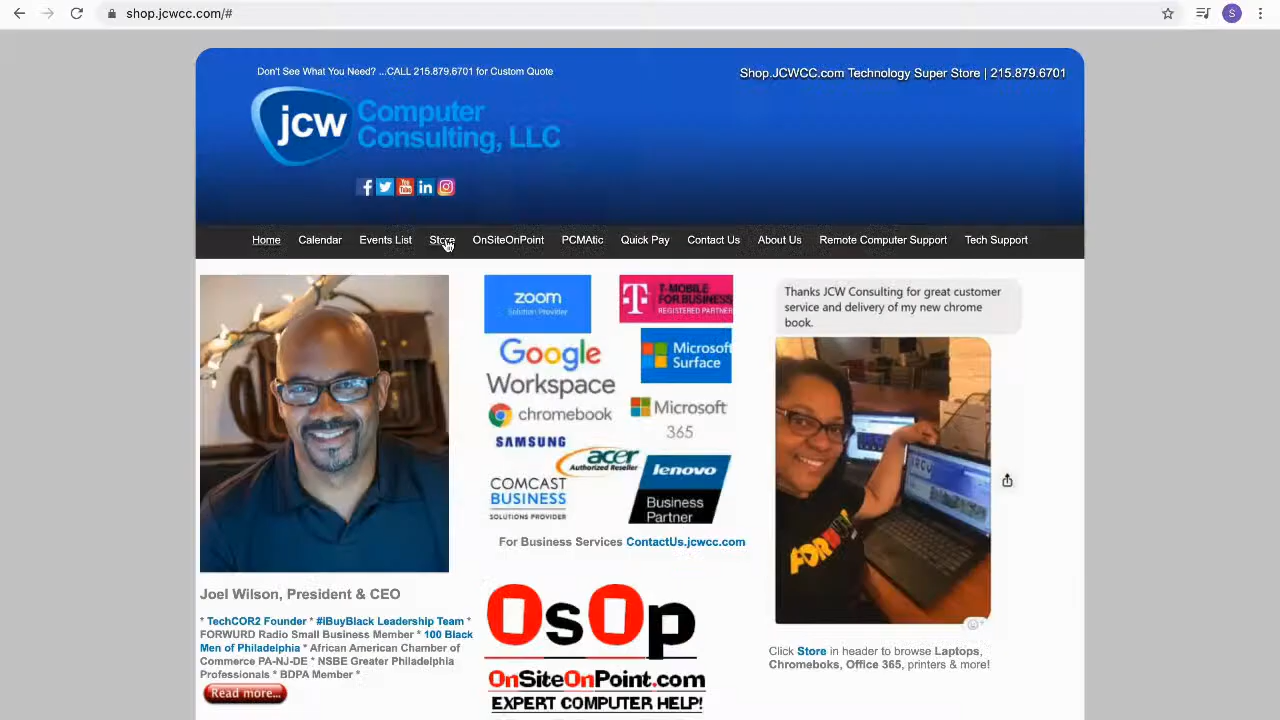 shop.jcwcc.com/#
S
Don't See What You Need? ...CALL 215.879.6701 for Custom Quote
Shop.JCWCC.com Technology Super Store | 215.879.6701
jcw Computer
Consulting, LLC
f You Tube in
Home Calendar Events List Store OnSiteOnPoint PCMAtic Quick Pay Contact Us About Us Remote Computer Support Tech Support
zoom
Solution Provider
T-MOBILE
FOR BUSINESS
REGISTERED PARTNER
Google
Workspace
Microsoft
Surface
chromebook
Microsoft
365
SAMSUNG
acer
Authorized Reseller
COMCAST
BUSINESS
SOLUTIONS PROVIDER
lenovo
Business
Partner
For Business Services ContactUs.jcwcc.com
OsOp
OnSiteOnPoint.com
EXPERT COMPUTER HELP!
Thanks JCW Consulting for great customer
service and delivery of my new chrome
book.
Click Store in header to browse Laptops,
Chromeboks, Office 365, printers & more!
Joel Wilson, President & CEO
* TechCOR2 Founder * #iBuyBlack Leadership Team *
FORWURD Radio Small Business Member * 100 Black
Men of Philadelphia * African American Chamber of
Commerce PA-NJ-DE * NSBE Greater Philadelphia
Professionals * BDPA Member *
Read more...